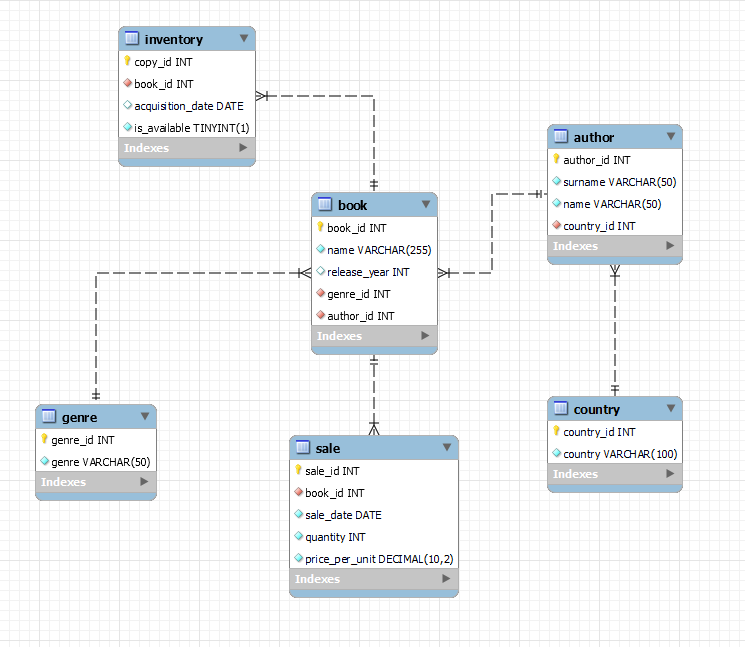 inventory
copy_id INT
book_id INT
acquisition_date DATE
is_available TINYINT(1)
Indexes
author
author_id INT
surname VARCHAR(50)
name VARCHAR(50)
country_id INT
Indexes
book
book_id INT
name VARCHAR(255)
release_year INT
genre_id INT
author_id INT
Indexes
genre
genre_id INT
genre VARCHAR(50)
Indexes
sale
sale_id INT
book_id INT
sale_date DATE
quantity INT
price_per_unit DECIMAL(10,2)
Indexes
country
country_id INT
country VARCHAR(100)
Indexes